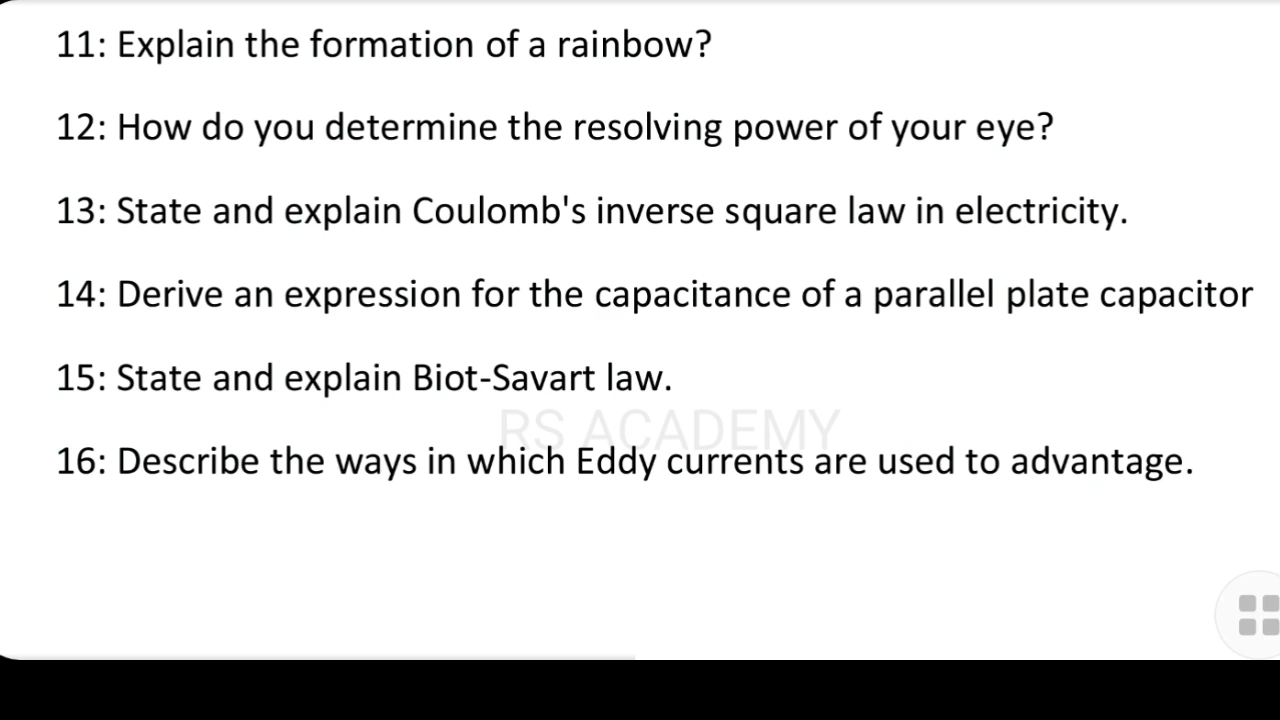 11: Explain the formation of a rainbow?
12: How do you determine the resolving power of your eye?
13: State and explain Coulomb's inverse square law in electricity.
14: Derive an expression for the capacitance of a parallel plate capacitor
15: State and explain Biot-Savart law.
RS ACADEMY
16: Describe the ways in which Eddy currents are used to advantage.